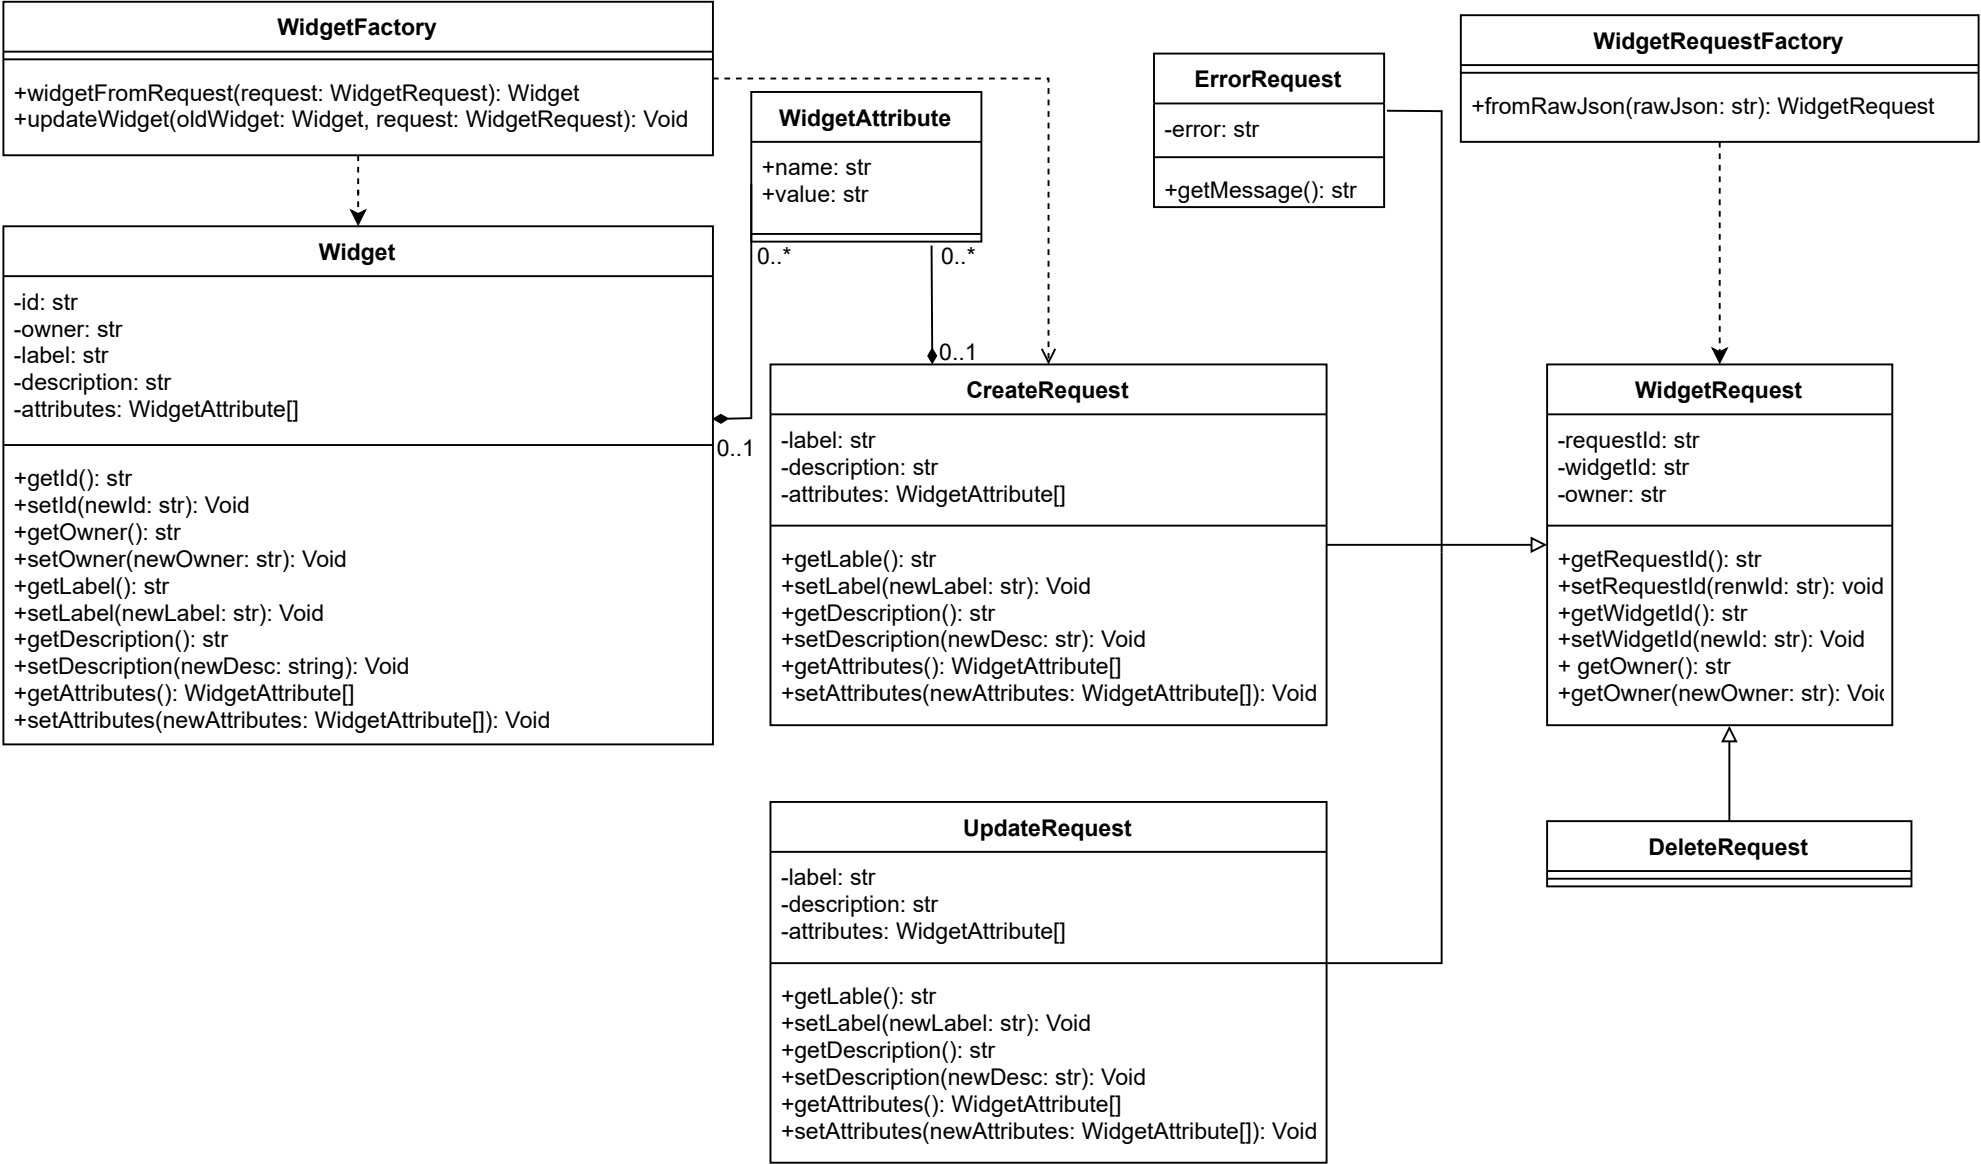 WidgetFactory
+widgetFromRequest(request: WidgetRequest): Widget
+updateWidget(oldWidget: Widget, request: WidgetRequest): Void
WidgetAttribute
+name: str
+value: str
0..*
0..*
ErrorRequest
-error: str
+getMessage(): str
WidgetRequestFactory
+fromRawJson(rawJson: str): WidgetRequest
Widget
-id: str
-owner: str
-label: str
-description: str
-attributes: WidgetAttribute[]
+getId(): str
+setId(newId: str): Void
+getOwner(): str
+setOwner(newOwner: str): Void
+getLabel(): str
+setLabel(newLabel: str): Void
+getDescription(): str
+setDescription(newDesc: string): Void
+getAttributes(): WidgetAttribute[]
+setAttributes(newAttributes: WidgetAttribute[]): Void
0..1
0..1
CreateRequest
-label: str
-description: str
-attributes: WidgetAttribute[]
+getLable(): str
+setLabel(newLabel: str): Void
+getDescription(): str
+setDescription(newDesc: str): Void
+getAttributes(): WidgetAttribute[]
+setAttributes(newAttributes: WidgetAttribute[]): Void
WidgetRequest
-requestId: str
-widgetId: str
-owner: str
+getRequestId(): str
+setRequestId(renwId: str): void
+getWidgetId(): str
+setWidgetId(newId: str): Void
+ getOwner(): str
+getOwner(newOwner: str): Void
UpdateRequest
-label: str
-description: str
-attributes: WidgetAttribute[]
+getLable(): str
+setLabel(newLabel: str): Void
+getDescription(): str
+setDescription(newDesc: str): Void
+getAttributes(): WidgetAttribute[]
+setAttributes(newAttributes: WidgetAttribute[]): Void
DeleteRequest